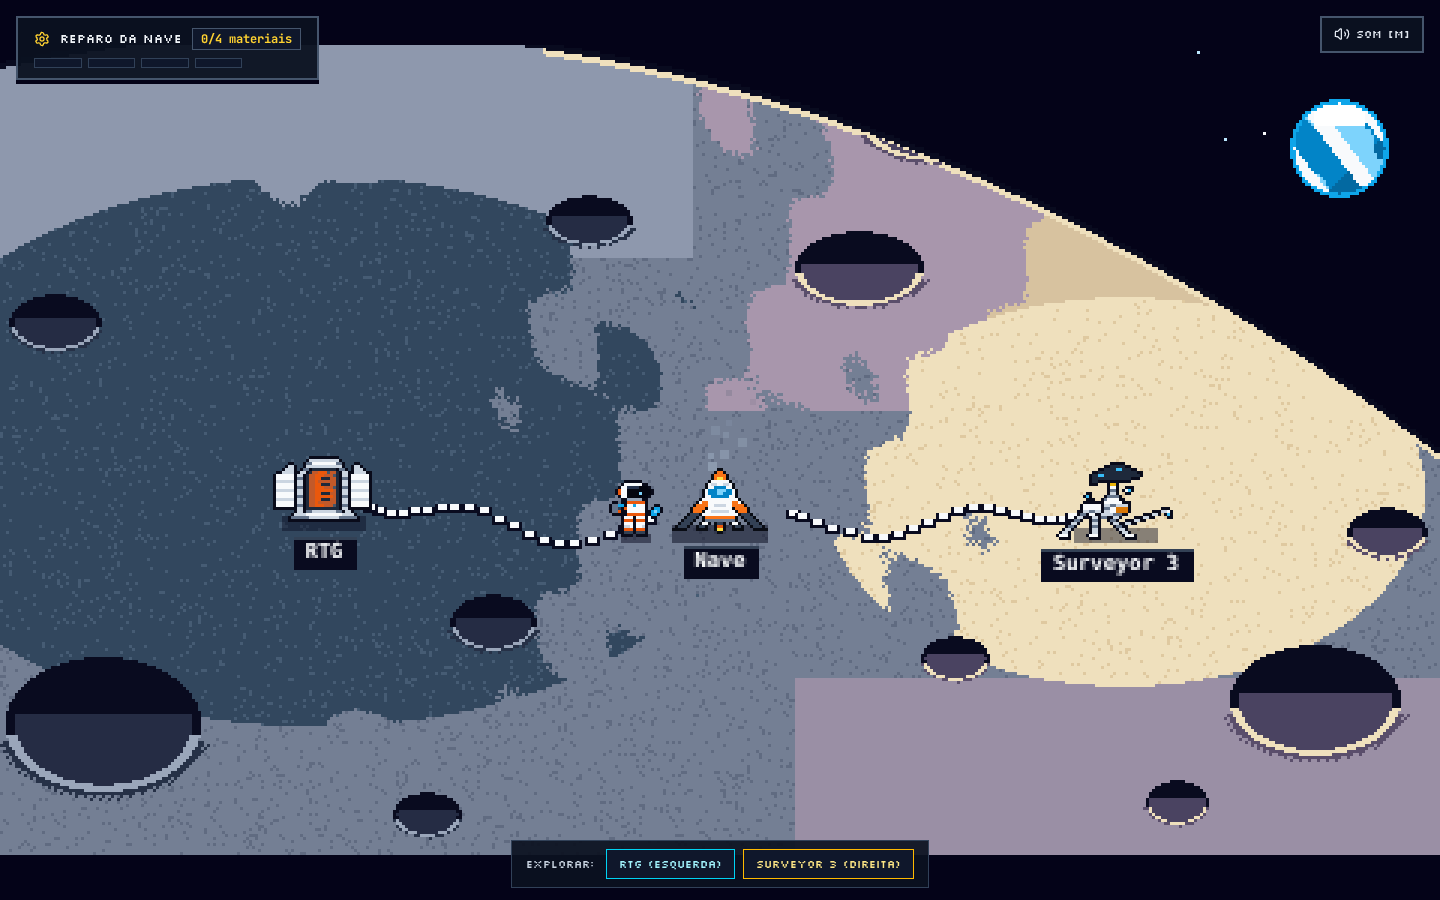 REPARO DA NAVE 0/4 materiais
SOM [M]
RTG
Nave
Surveyor 3
EXPLORAR: RTG (ESQUERDA) SURVEYOR 3 (DIREITA)